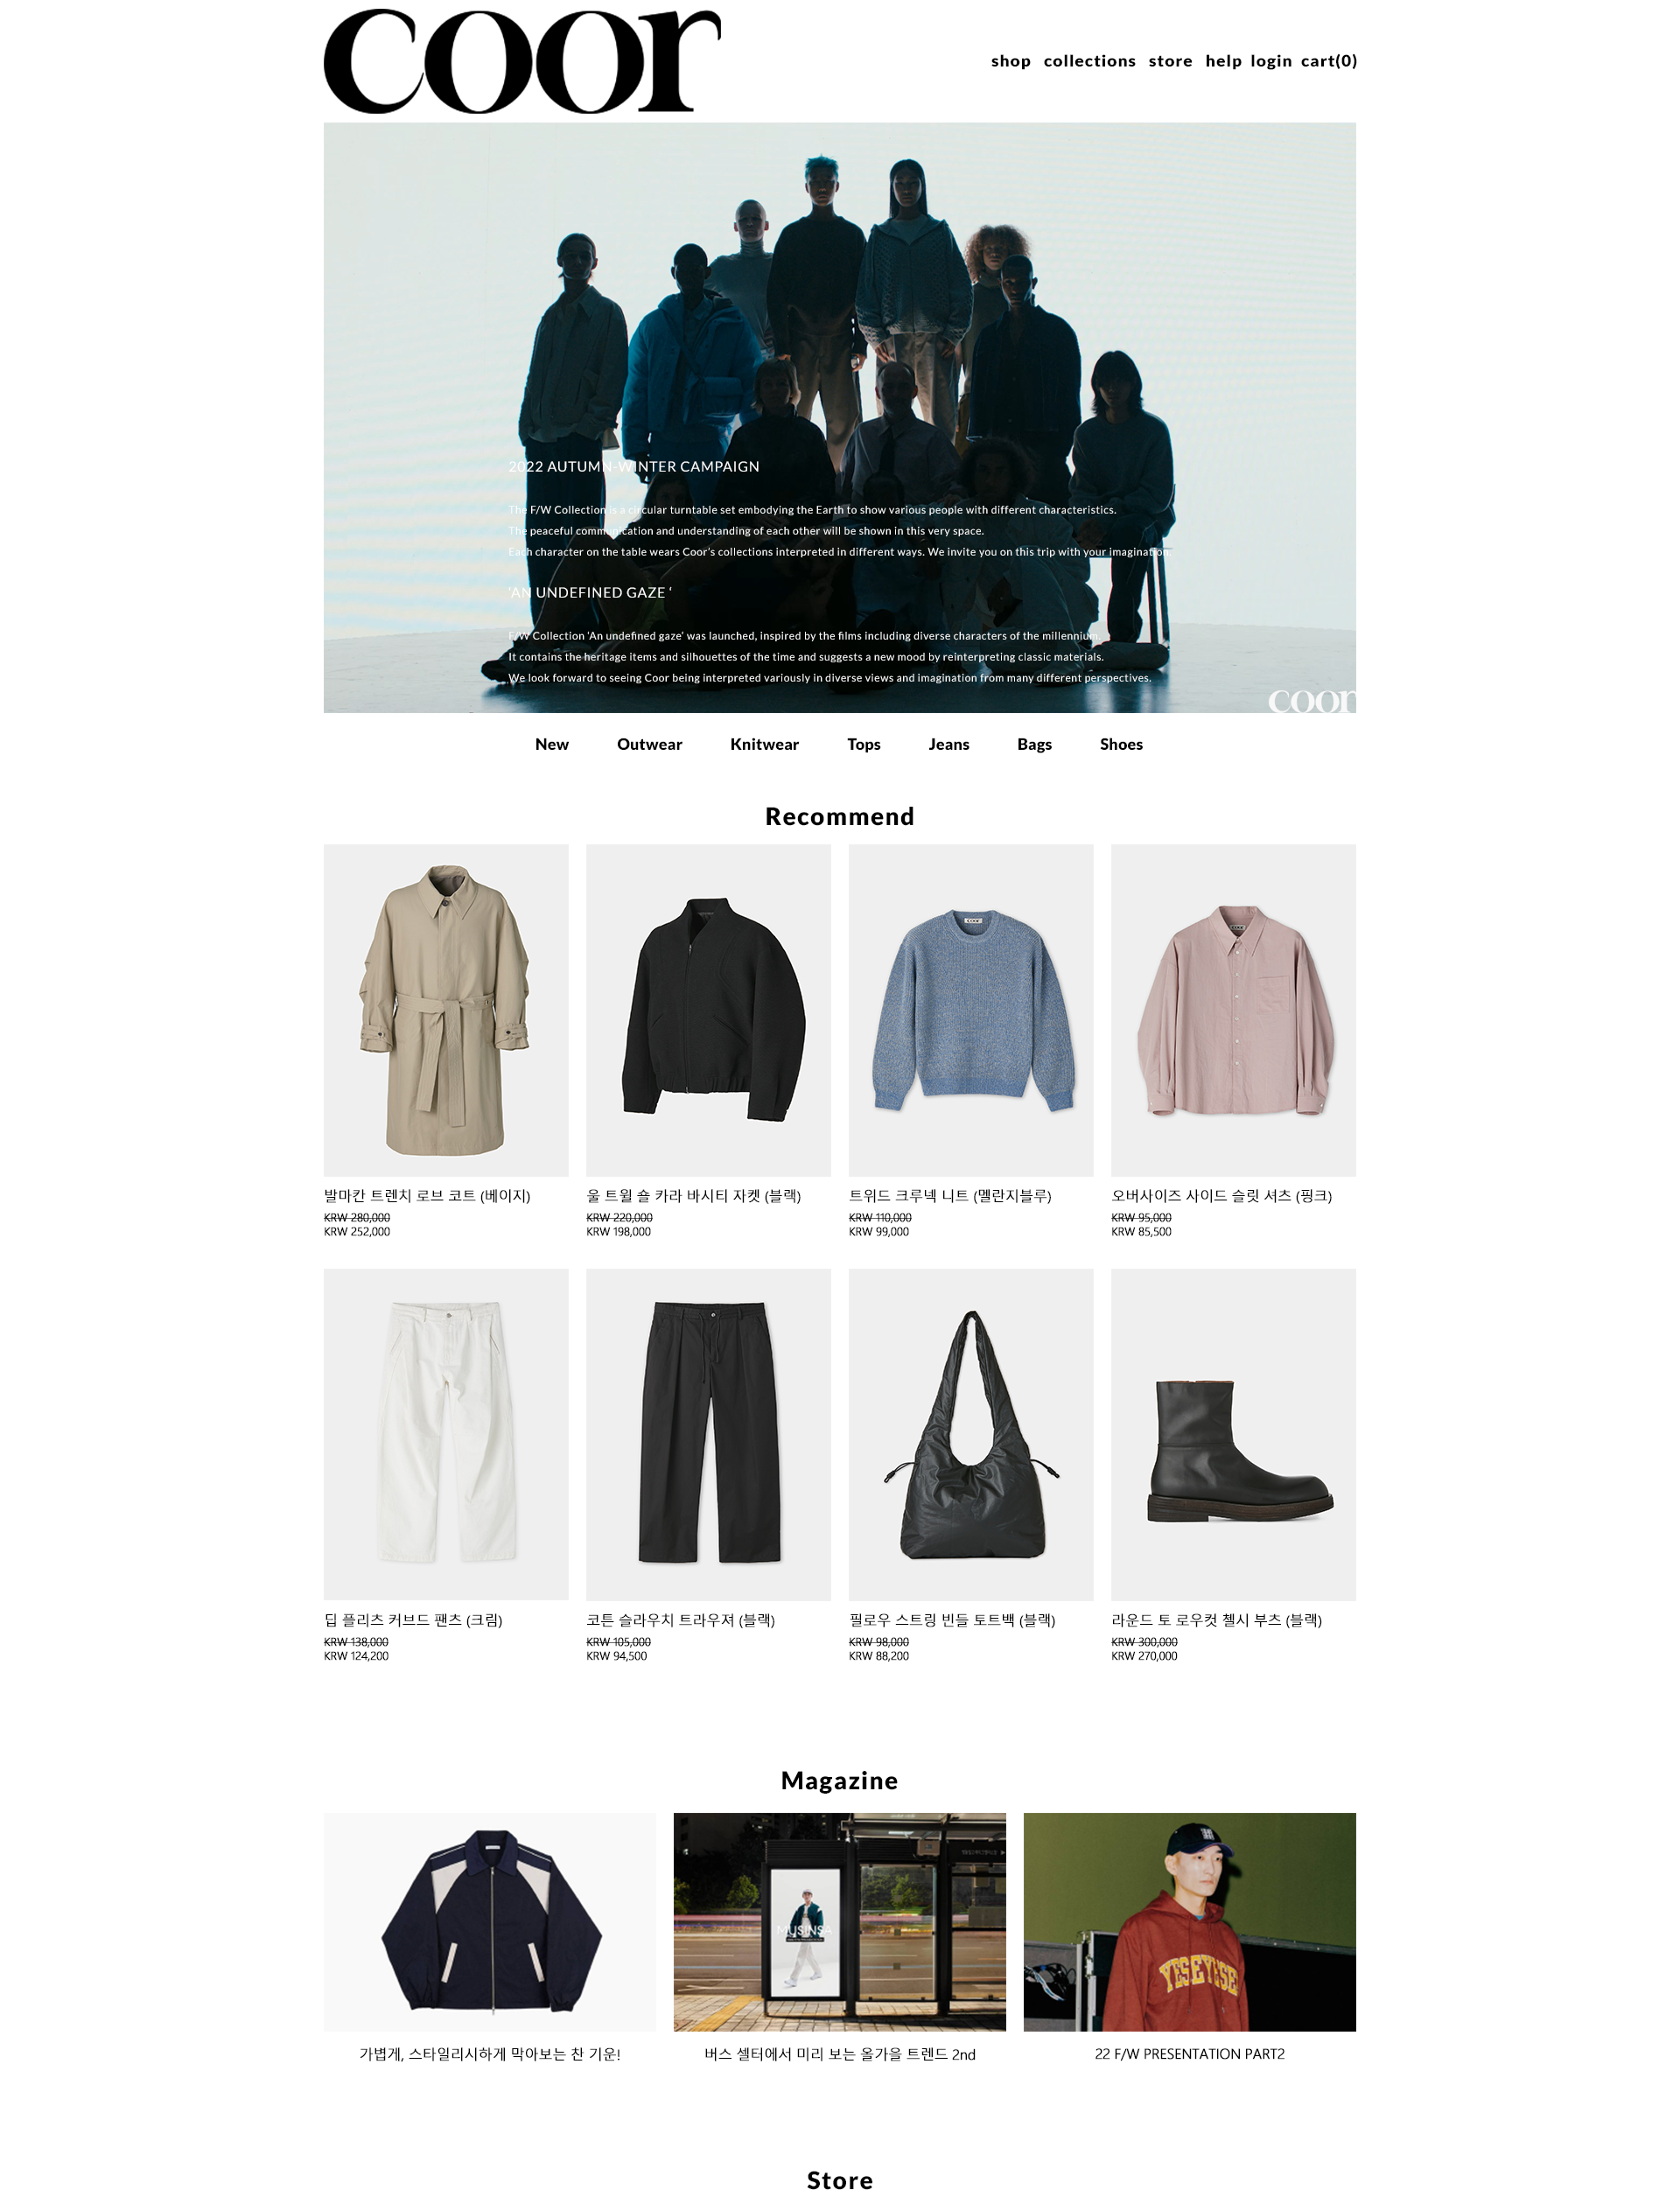 coor
shop collections store help login cart(0)
2022 AUTUMN-WINTER CAMPAIGN
The F/W Collection is a circular turntable set embodying the Earth to show various people with different characteristics.
The peaceful communication and understanding of each other will be shown in this very space.
Each character on the table wears Coor's collections interpreted in different ways. We invite you on this trip with your imagination.
'AN UNDEFINED GAZE '
F/W Collection 'An undefined gaze' was launched, inspired by the films including diverse characters of the millennium.
It contains the heritage items and silhouettes of the time and suggests a new mood by reinterpreting classic materials.
We look forward to seeing Coor being interpreted variously in diverse views and imagination from many different perspectives.
coor
New Outwear Knitwear Tops Jeans Bags Shoes
Recommend
발마칸 트렌치 로브 코트 (베이지)
KRW 280,000
KRW 252,000
울 트윌 숄 카라 바시티 자켓 (블랙)
KRW 220,000
KRW 198,000
트위드 크루넥 니트 (멜란지블루)
KRW 110,000
KRW 99,000
오버사이즈 사이드 슬릿 셔츠 (핑크)
KRW 95,000
KRW 85,500
딥 플리츠 커브드 팬츠 (크림)
KRW 138,000
KRW 124,200
코튼 슬라우치 트라우져 (블랙)
KRW 105,000
KRW 94,500
필로우 스트링 번들 토트백 (블랙)
KRW 98,000
KRW 88,200
라운드 토 로우컷 첼시 부츠 (블랙)
KRW 300,000
KRW 270,000
Magazine
MUSINSA
YESEYESEE
가볍게, 스타일리시하게 막아보는 찬 기운!
버스 셸터에서 미리 보는 올가을 트렌드 2nd
22 F/W PRESENTATION PART2
Store